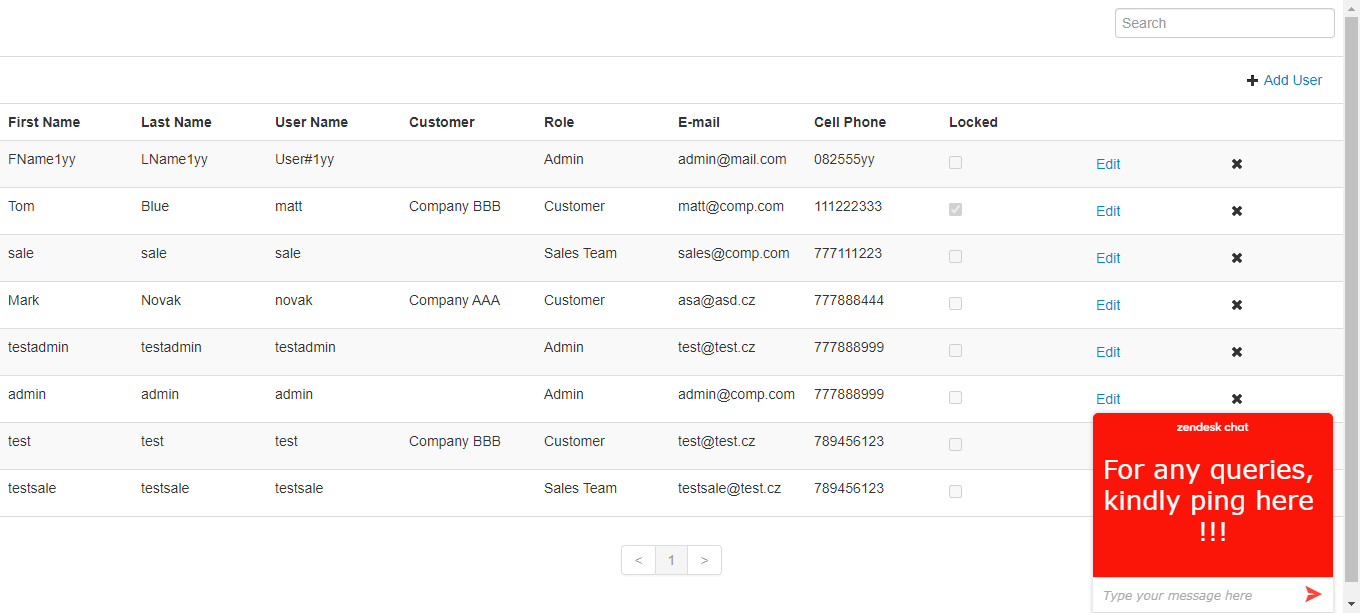 Search
Add User
First Name Last Name User Name Customer Role E-mail Cell Phone Locked
FName1yy LName1yy User#1yy Admin admin@mail.com 082555yy Edit
Tom Blue matt Company BBB Customer matt@comp.com 111222333 Edit
sale sale sale Sales Team sales@comp.com 777111223 Edit
Mark Novak novak Company AAA Customer asa@asd.cz 777888444 Edit
testadmin testadmin testadmin Admin test@test.cz 777888999 Edit
admin admin admin Admin admin@comp.com 777888999 Edit
test test test Company BBB Customer test@test.cz 789456123
testsale testsale testsale Sales Team testsale@test.cz 789456123
< 1 >
zendesk chat
For any queries,
kindly ping here
!!!
Type your message here